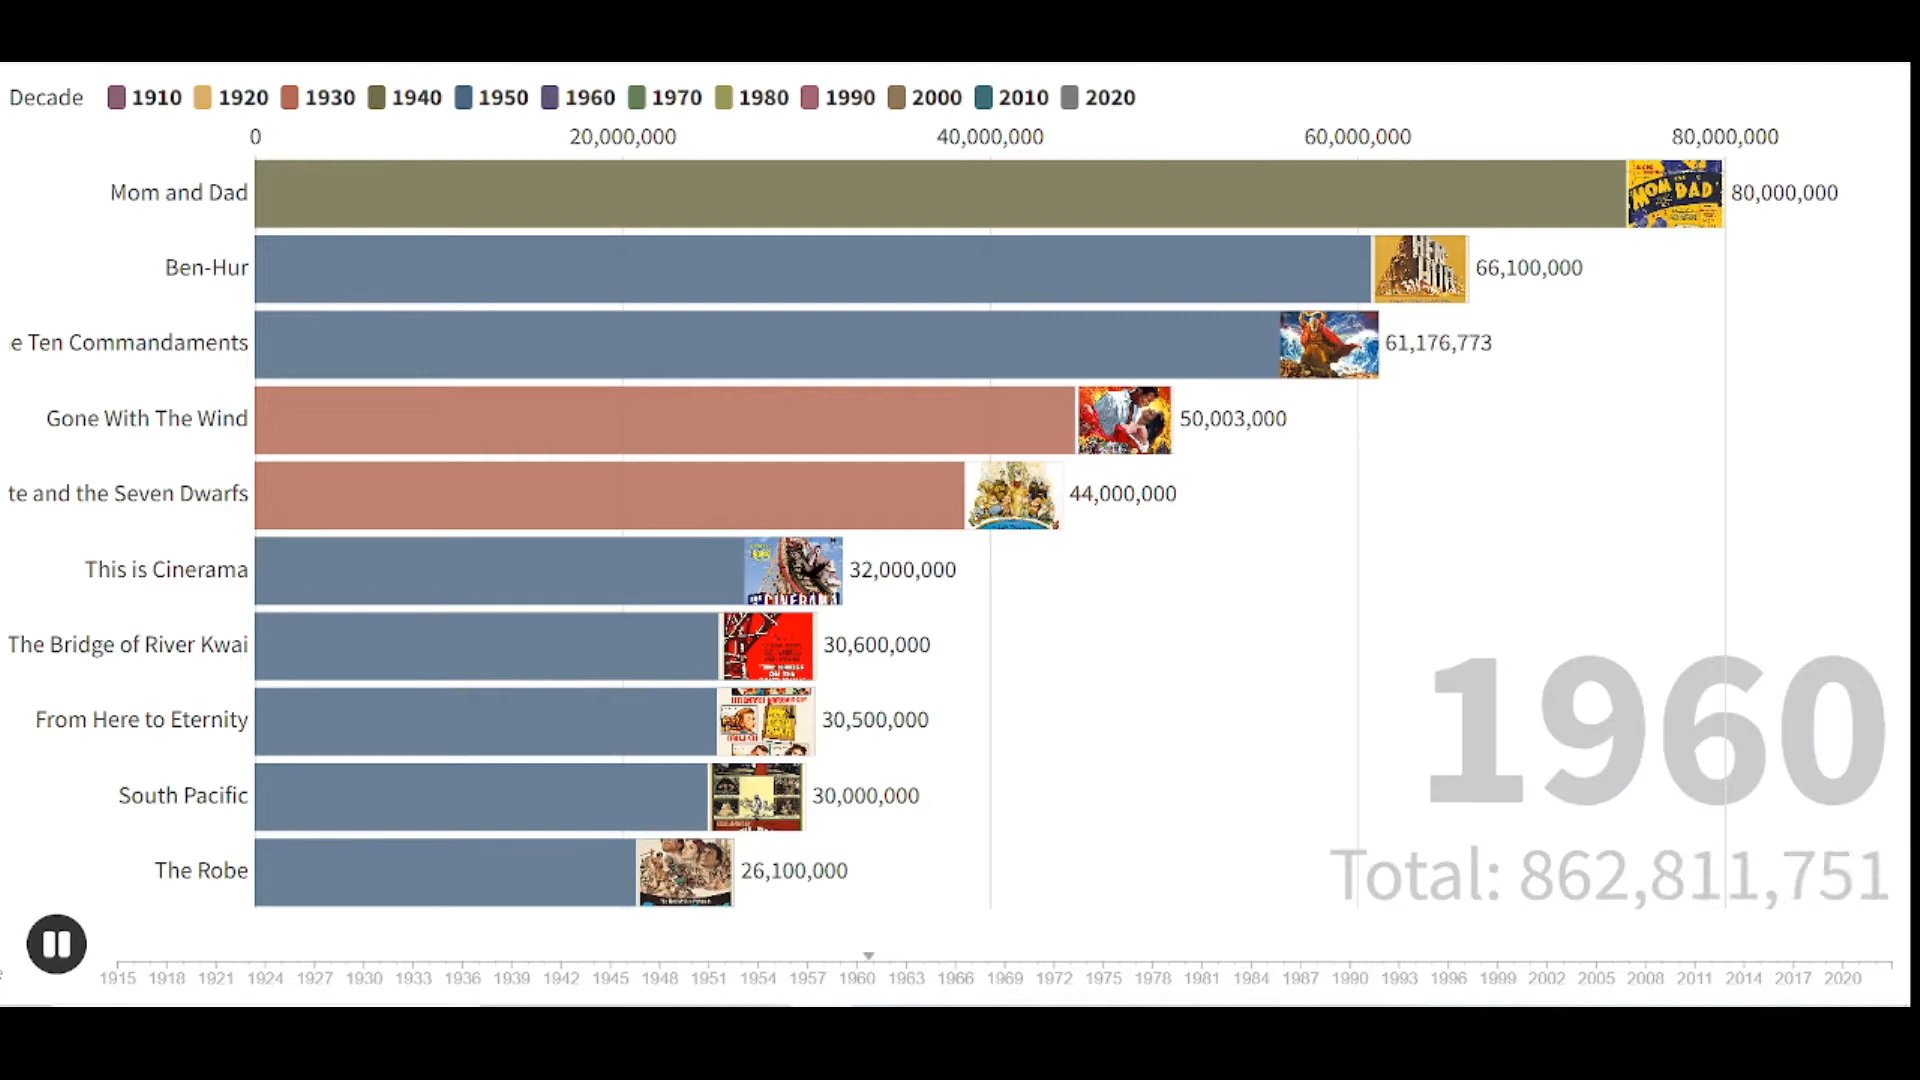 Decade 1910 1920 1930 1940 1950 1960 1970 1980 1990 2000 2010 2020
0 20,000,000 40,000,000 60,000,000 80,000,000
Mom and Dad MOM AND DAD 80,000,000
Ben-Hur 66,100,000
e Ten Commandaments 61,176,773
Gone With The Wind 50,003,000
te and the Seven Dwarfs 44,000,000
This is Cinerama CINERAMA 32,000,000
The Bridge of River Kwai 30,600,000
From Here to Eternity 30,500,000
South Pacific 30,000,000
The Robe 26,100,000
1960
Total: 862,811,751
1915 1918 1921 1924 1927 1930 1933 1936 1939 1942 1945 1948 1951 1954 1957 1960 1963 1966 1969 1972 1975 1978 1981 1984 1987 1990 1993 1996 1999 2002 2005 2008 2011 2014 2017 2020